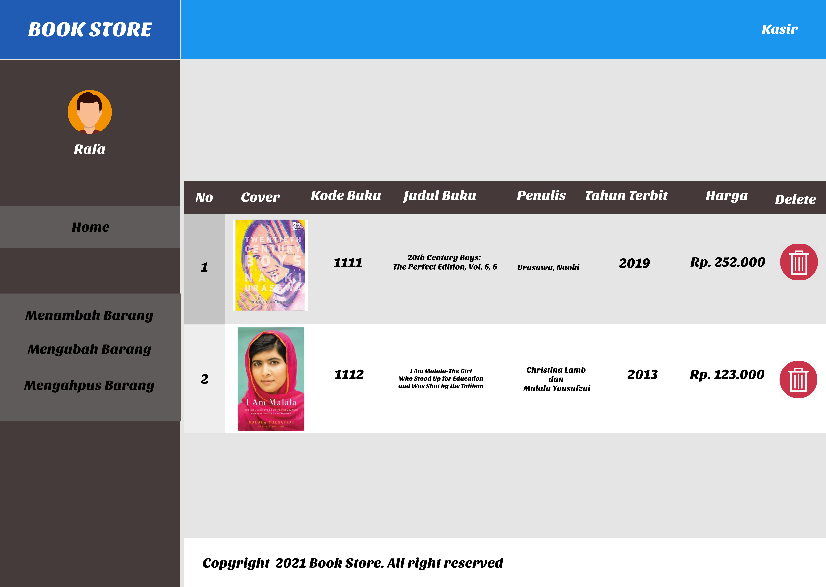 BOOK STORE
Kasir
Rafa
Home
Menambah Barang
Mengubah Barang
Mengahpus Barang
No Cover Kode Buku Judul Buku Penulis Tahun Terbit Harga Delete
1 1111 20th Century Boys: The Perfect Edition, Vol. 6, 6 Urasawa, Naoki 2019 Rp. 252.000
TWENTIETH
CENTURY
BOYS
NAOKI
URASAWA
2 1112 I Am Malala-The Girl Who Stood Up for Education and Was Shot by the Taliban Christina Lamb dan Malala Yousafzai 2013 Rp. 123.000
I Am Malala
MALALA YOUSAFZAI
Copyright 2021 Book Store. All right reserved